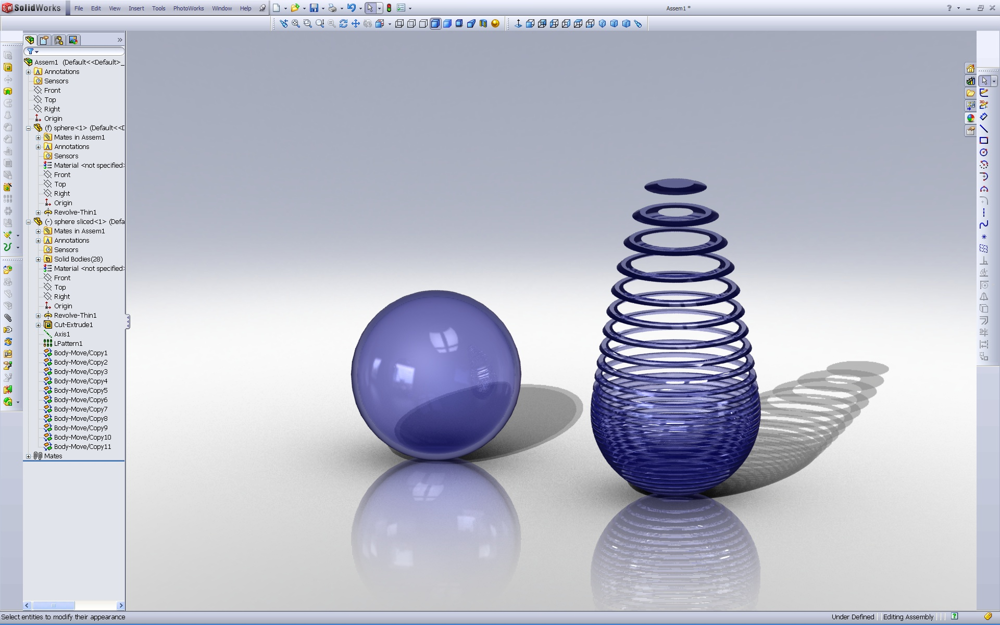 SW SolidWorks File Edit View Insert Tools PhotoWorks Window Help Assem1 * ?
Assem1 (Default<<Default>_
Annotations
Sensors
Front
Top
Right
Origin
(f) sphere<1> (Default<<D
Mates in Assem1
Annotations
Sensors
Material <not specified>
Front
Top
Right
Origin
Revolve-Thin1
(-) sphere sliced<1> (Defa
Mates in Assem1
Annotations
Sensors
Solid Bodies(28)
Material <not specified>
Front
Top
Right
Origin
Revolve-Thin1
Cut-Extrude1
Axis1
LPattern1
Body-Move/Copy1
Body-Move/Copy2
Body-Move/Copy3
Body-Move/Copy4
Body-Move/Copy5
Body-Move/Copy6
Body-Move/Copy7
Body-Move/Copy8
Body-Move/Copy9
Body-Move/Copy10
Body-Move/Copy11
Mates
Select entities to modify their appearance Under Defined Editing Assembly ?